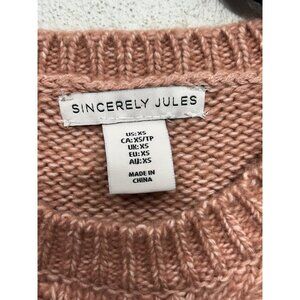 SINCERELY JULES
US: XS
CA: XS/TP
UK: XS
EU: XS
AU: XS
MADE IN
CHINA